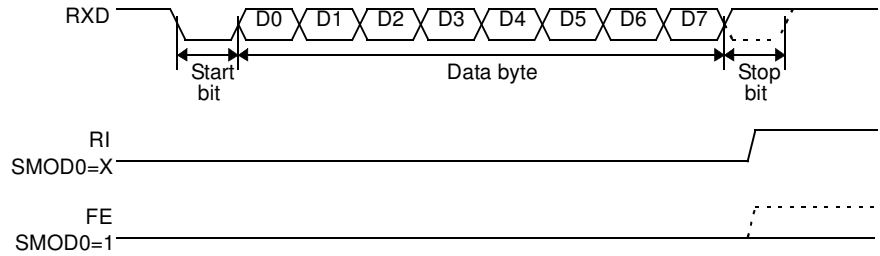 RXD D0 D1 D2 D3 D4 D5 D6 D7
Start bit
Data byte
Stop bit
RI
SMOD0=X
FE
SMOD0=1